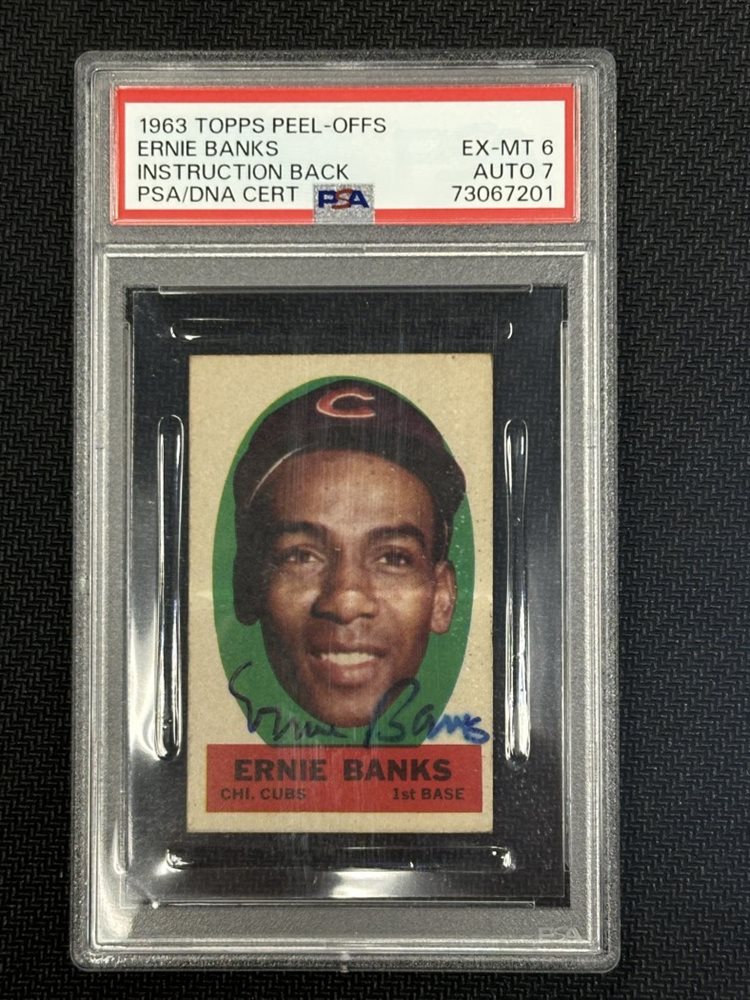 1963 TOPPS PEEL-OFFS
ERNIE BANKS EX-MT 6
INSTRUCTION BACK AUTO 7
PSA/DNA CERT PSA 73067201
C
Ernie Banks
ERNIE BANKS
CHI. CUBS 1st BASE
PSA